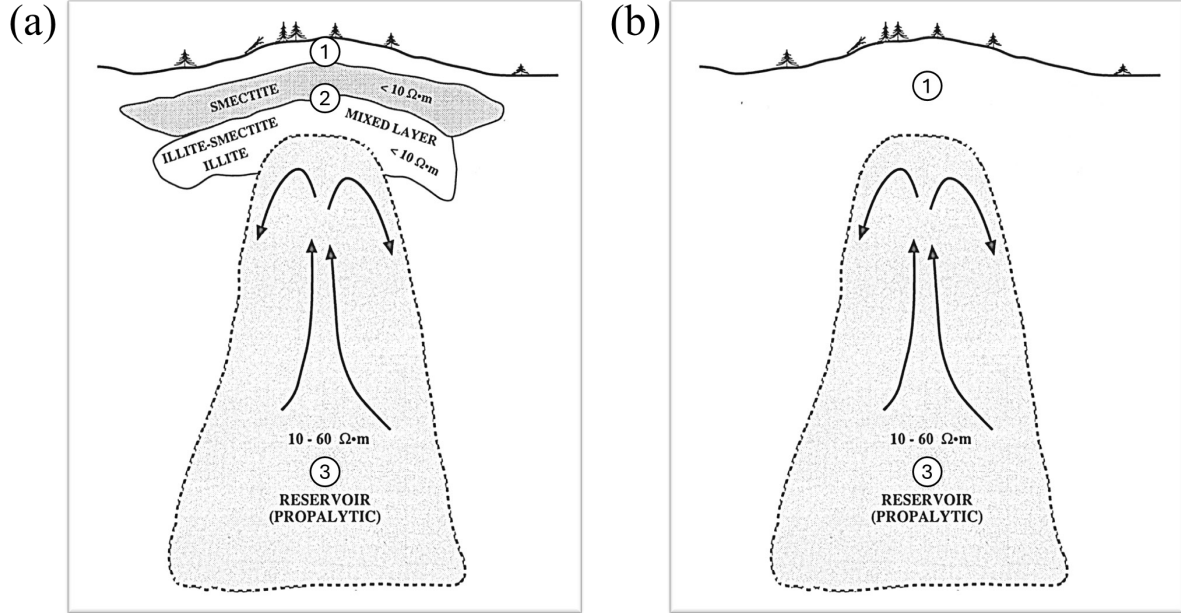 (a)
①
SMECTITE
< 10 Ω•m
②
ILLITE-SMECTITE
ILLITE
MIXED LAYER
< 10 Ω•m
10 - 60 Ω•m
③
RESERVOIR
(PROPALYTIC)
(b)
①
10 - 60 Ω•m
③
RESERVOIR
(PROPALYTIC)